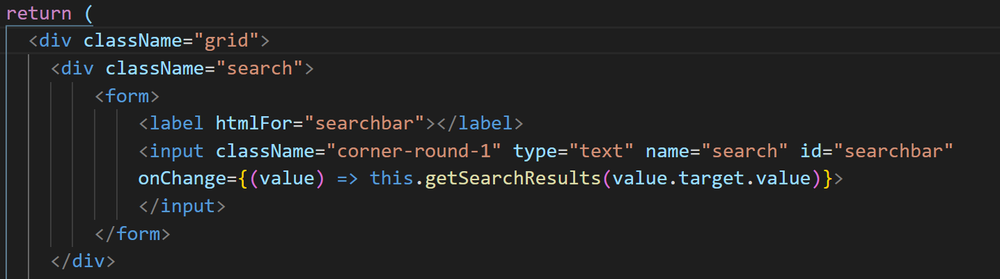 return (
<div className="grid">
<div className="search">
<form>
<label htmlFor="searchbar"></label>
<input className="corner-round-1" type="text" name="search" id="searchbar"
onChange={(value) => this.getSearchResults(value.target.value)}>
</input>
</form>
</div>